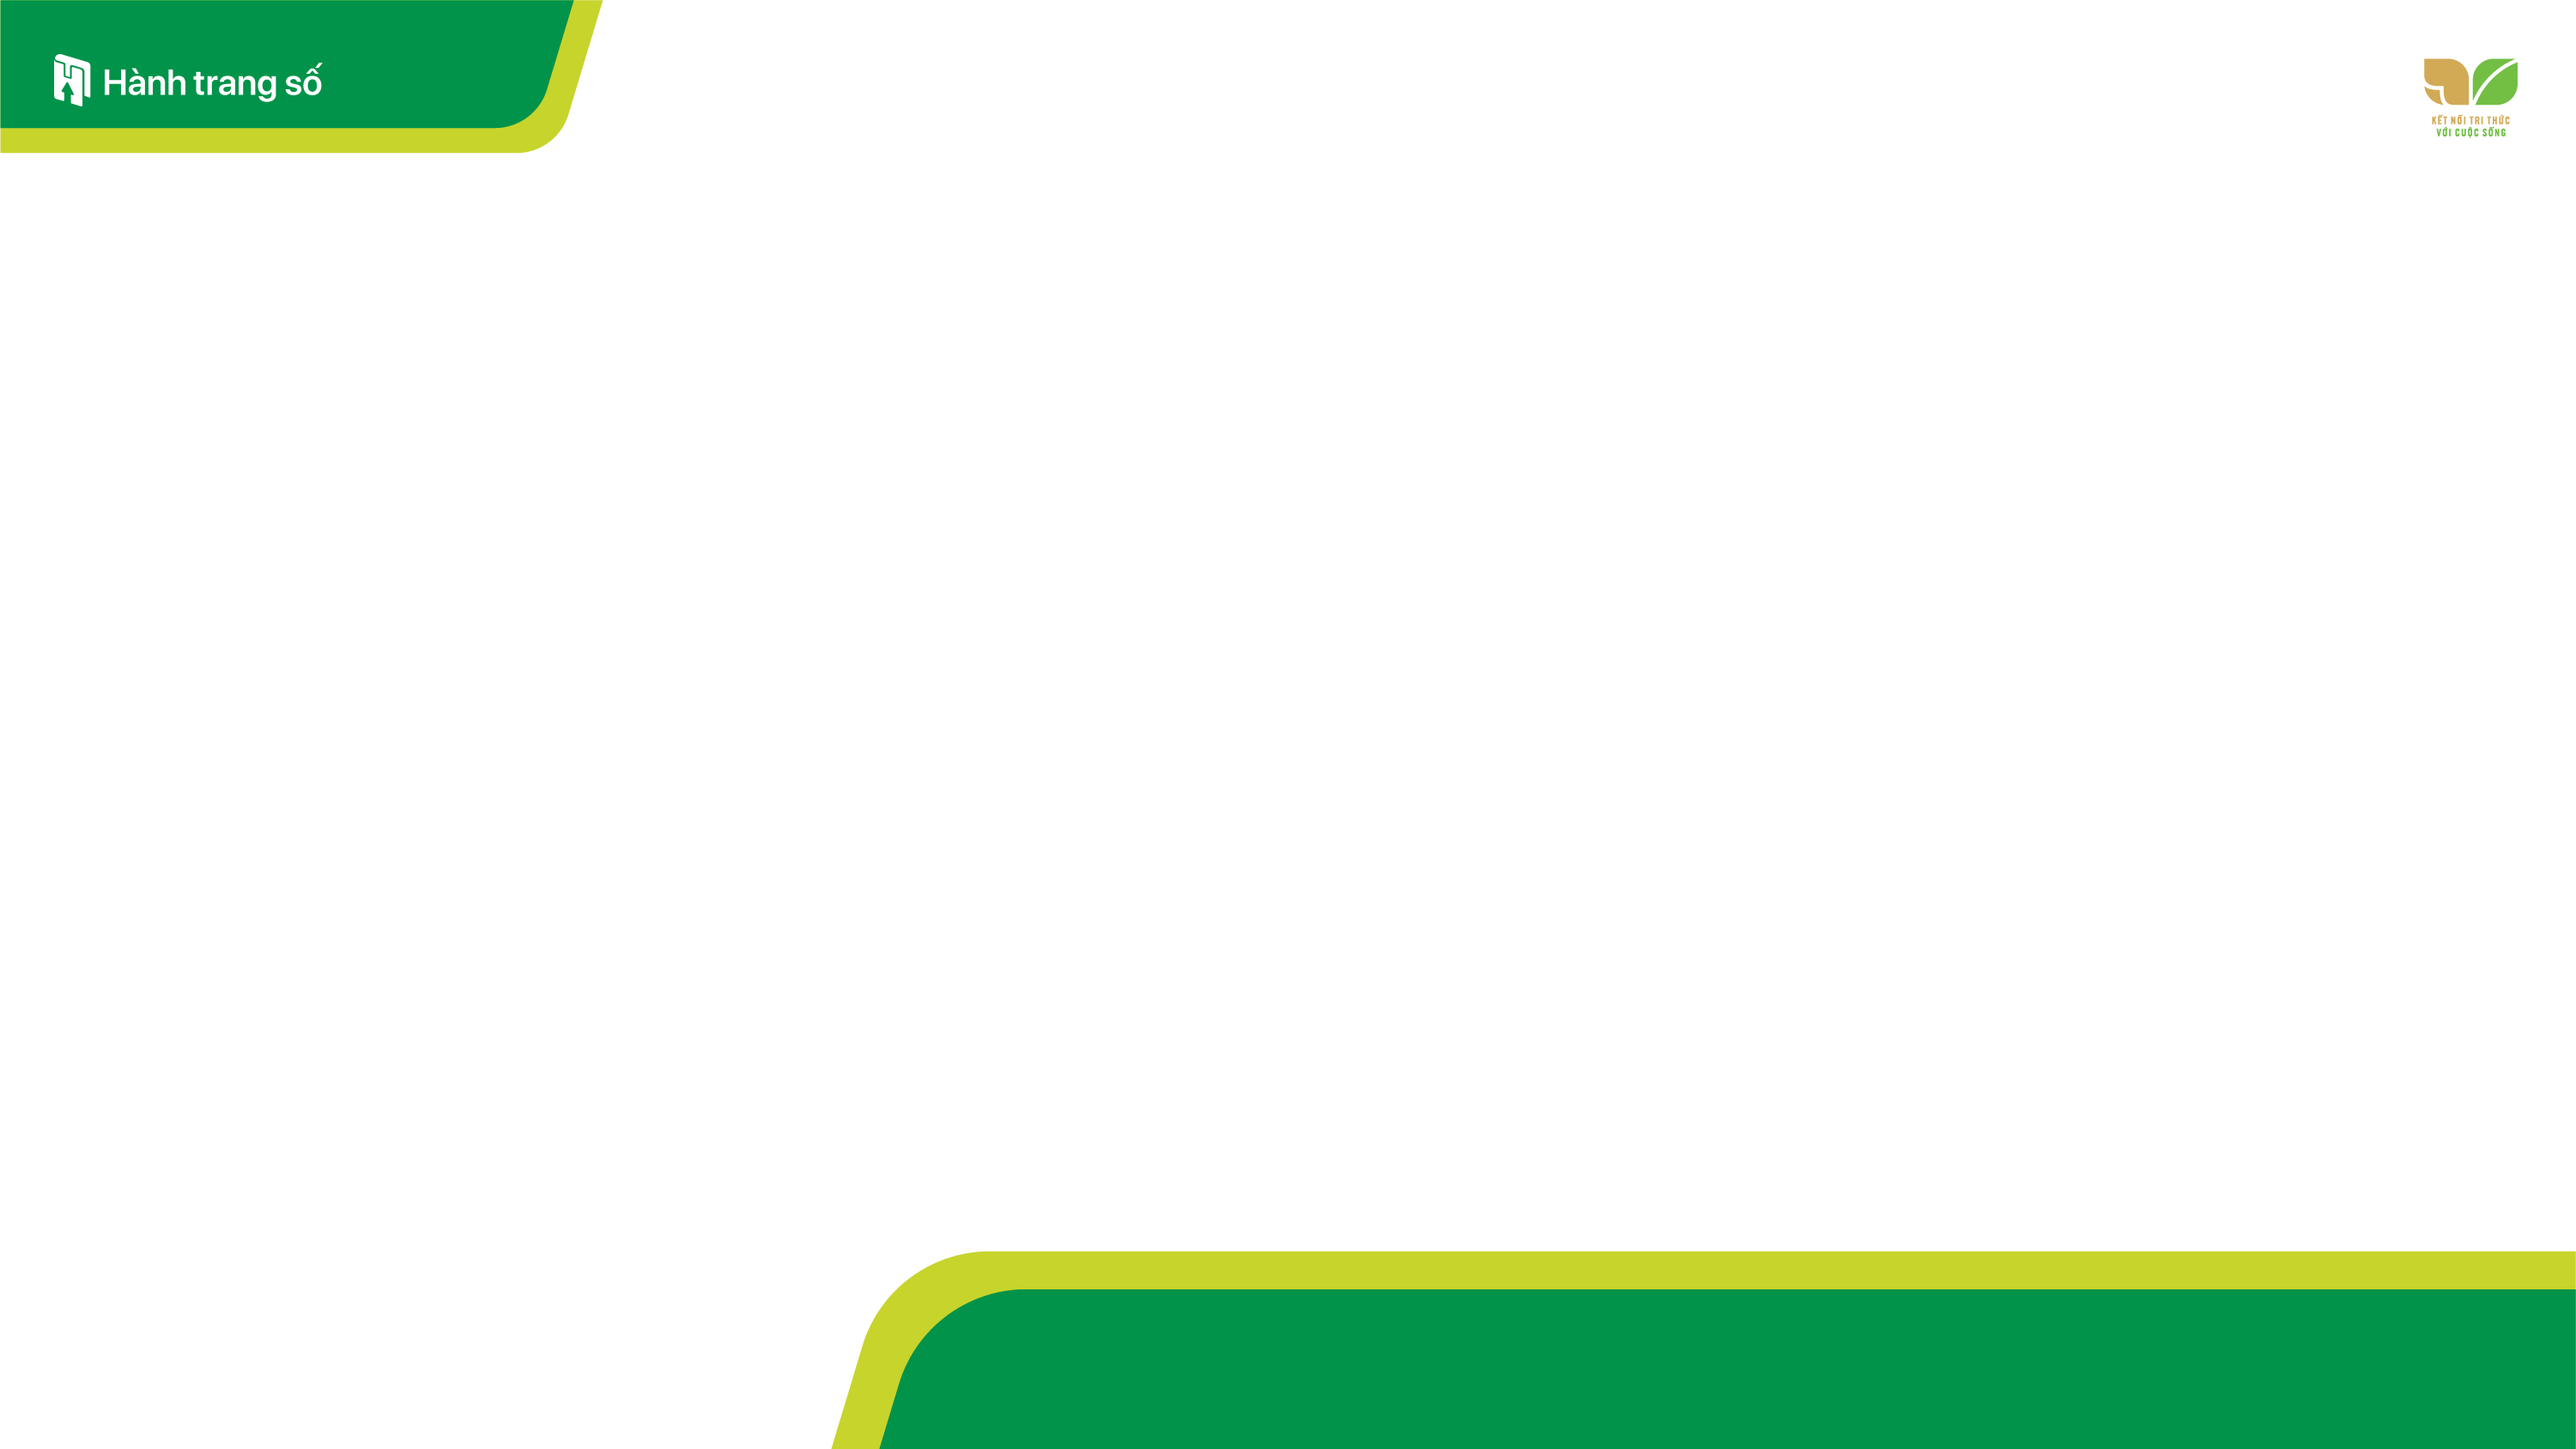 Hành trang số
KẾT NỐI TRI THỨC
VỚI CUỘC SỐNG